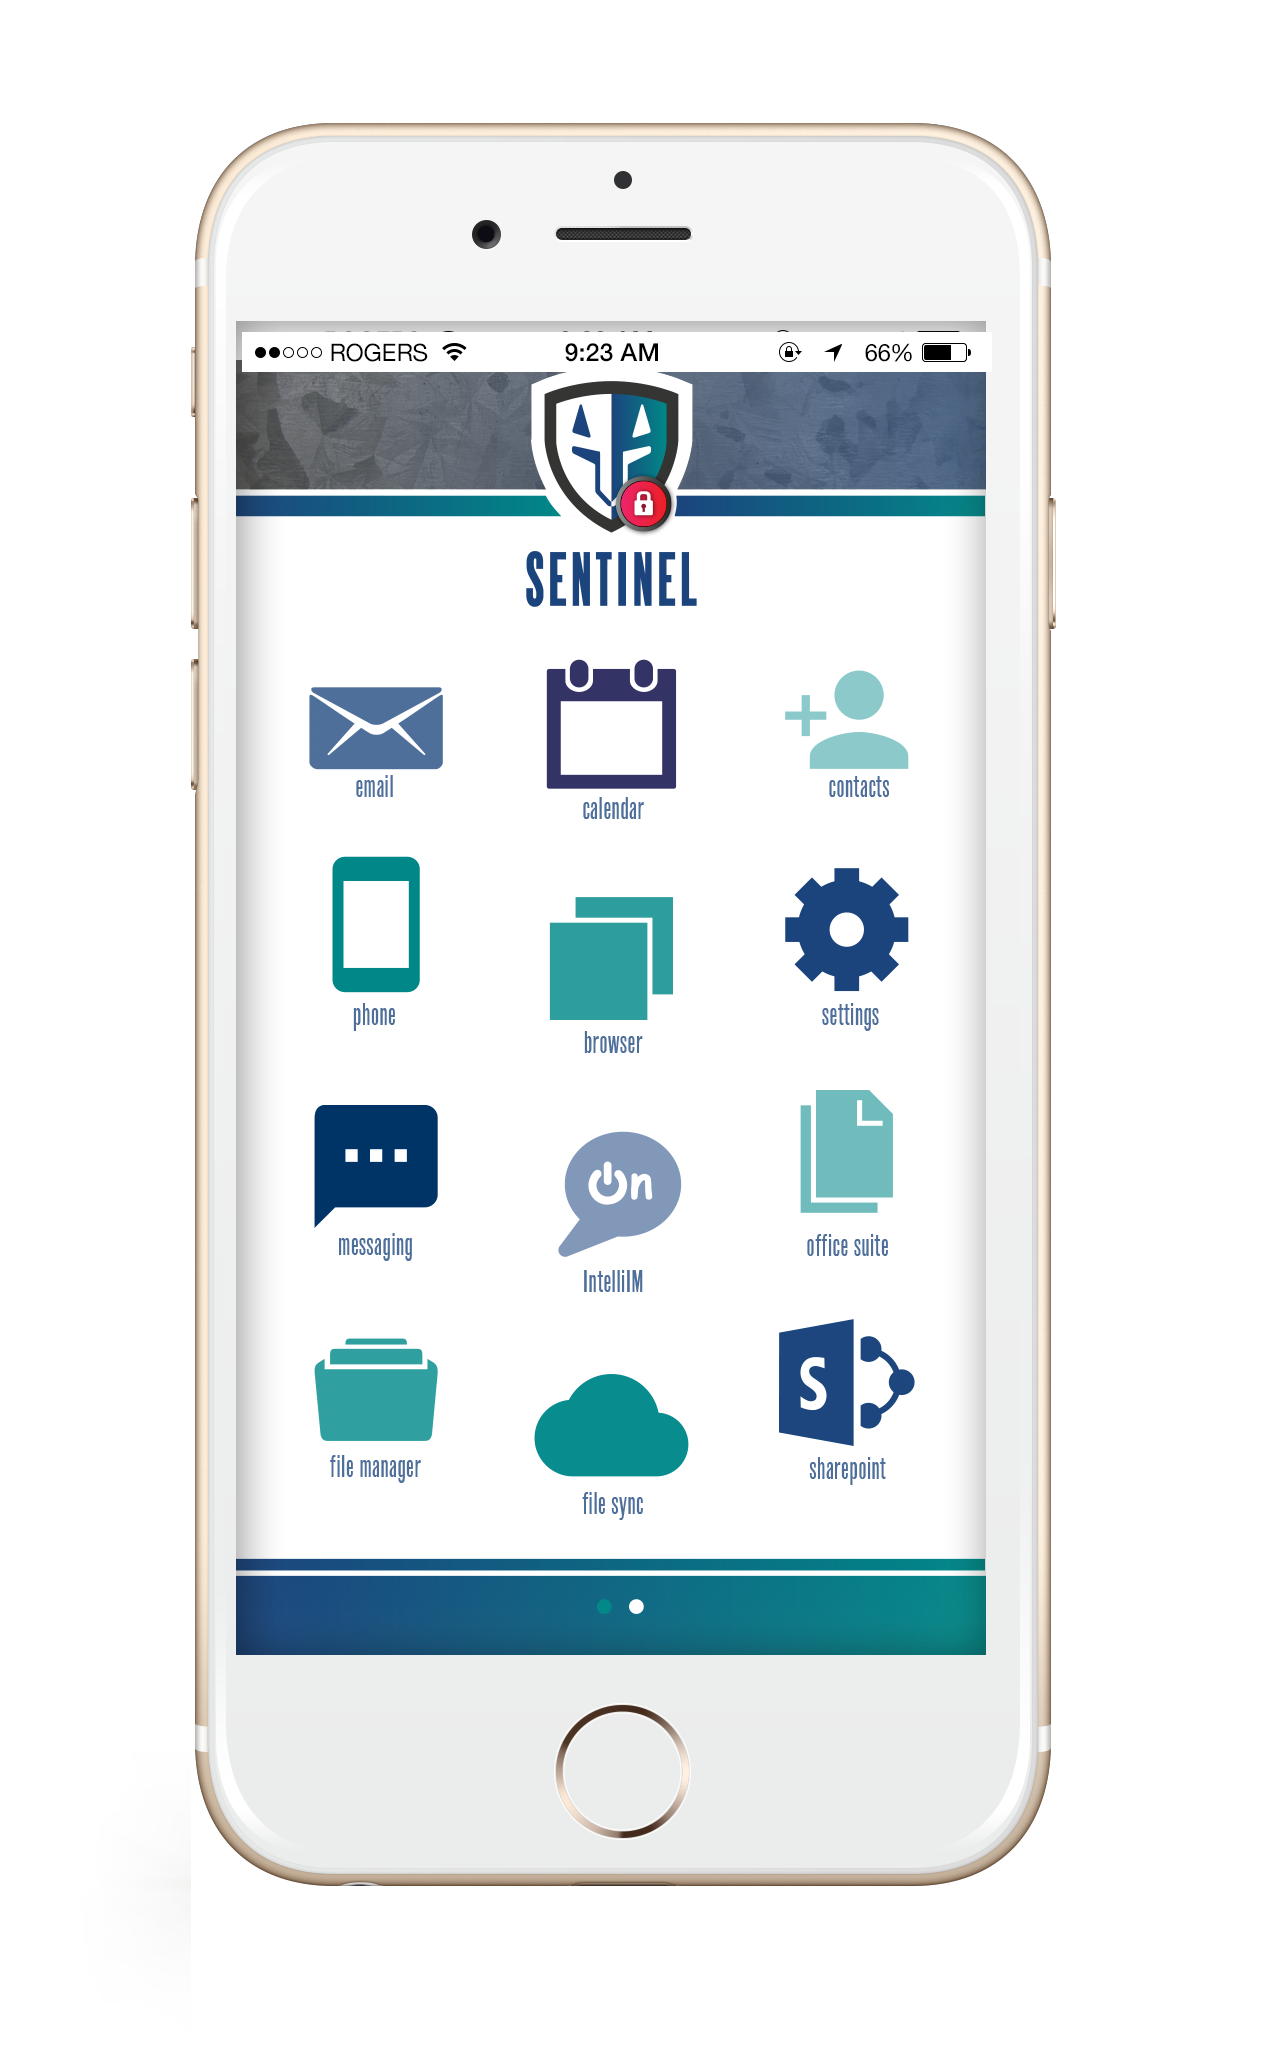 ROGERS 9:23 AM 66%
SENTINEL
email calendar contacts
phone browser settings
messaging On IntelliIM office suite
file manager file sync S sharepoint